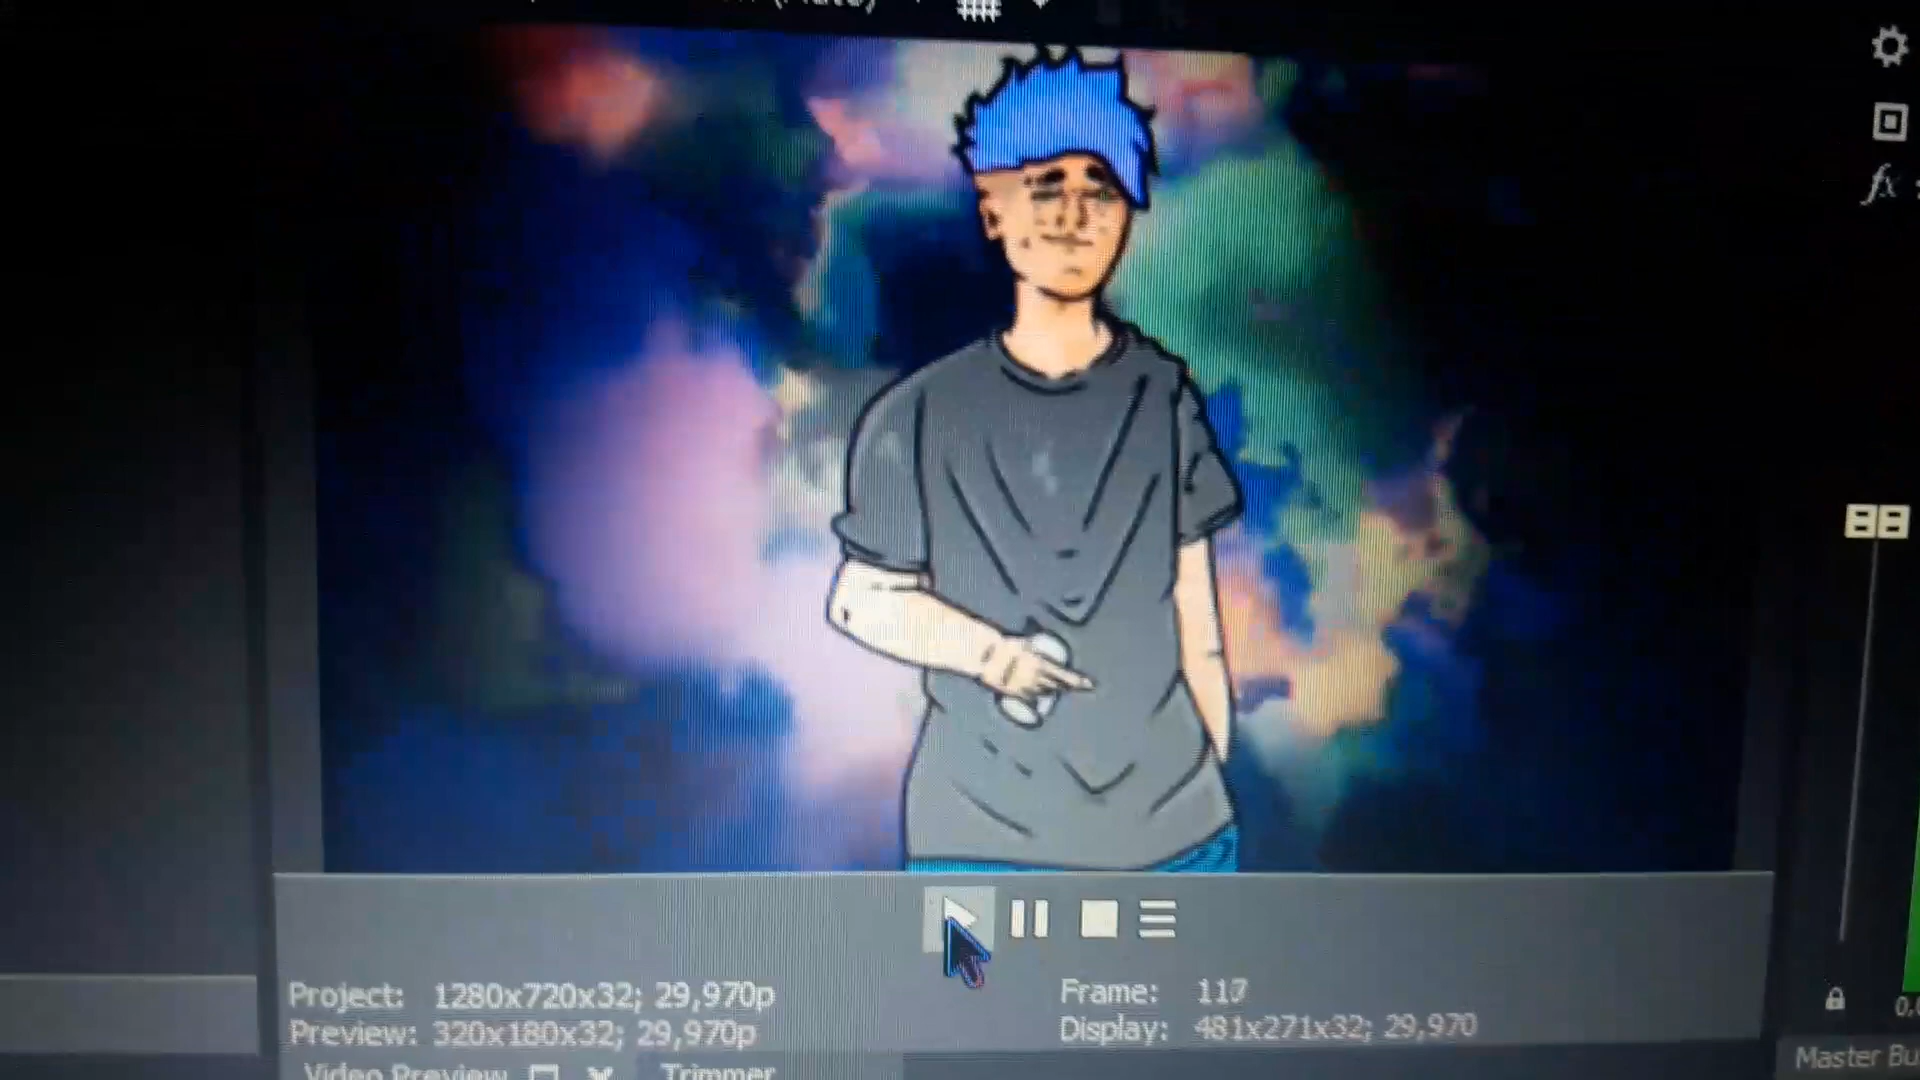 fx
Project: 1280x720x32; 29,970p
Frame: 117
Preview: 320x180x32; 29,970p
Display: 481x271x32; 29,970
Video Preview
Trimmer
Master Bu